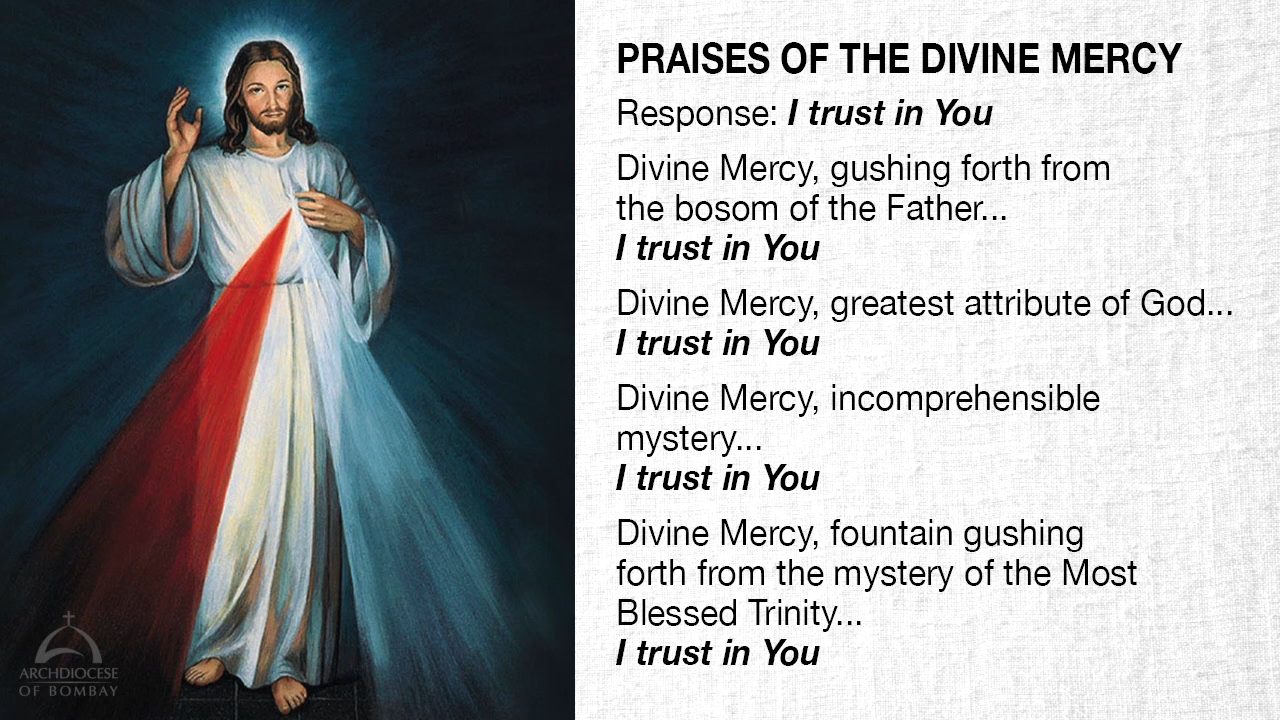 PRAISES OF THE DIVINE MERCY
Response: I trust in You
Divine Mercy, gushing forth from
the bosom of the Father...
I trust in You
Divine Mercy, greatest attribute of God...
I trust in You
Divine Mercy, incomprehensible
mystery...
I trust in You
Divine Mercy, fountain gushing
forth from the mystery of the Most
Blessed Trinity...
I trust in You
ARCHDIOCESE
OF BOMBAY